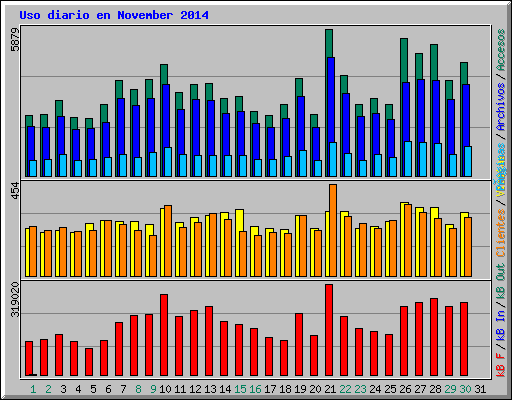 Uso diario en November 2014
5879
454
319020
kB F / kB In / kB Out Clientes / Páginas / Archivos / Accesos
1 2 3 4 5 6 7 8 9 10 11 12 13 14 15 16 17 18 19 20 21 22 23 24 25 26 27 28 29 30 31